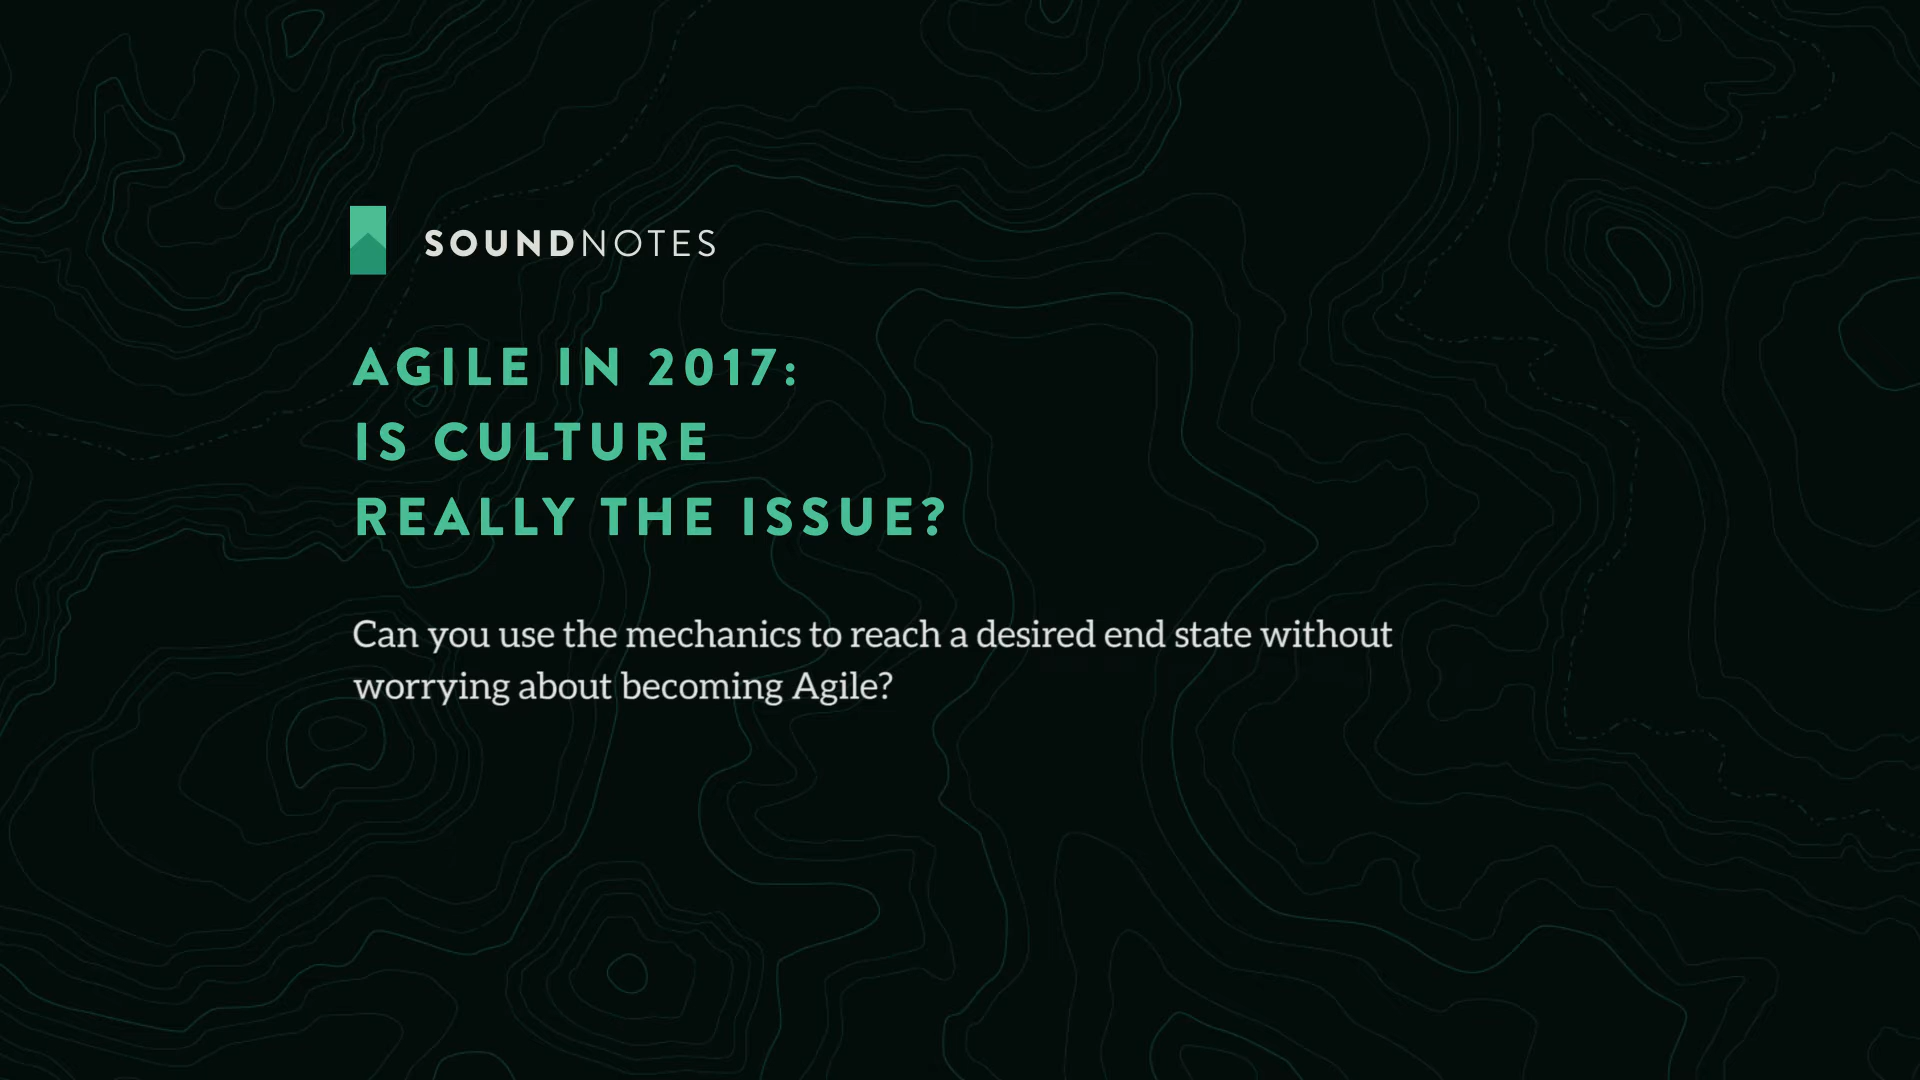 SOUNDNOTES
AGILE IN 2017:
IS CULTURE
REALLY THE ISSUE?
Can you use the mechanics to reach a desired end state without
worrying about becoming Agile?